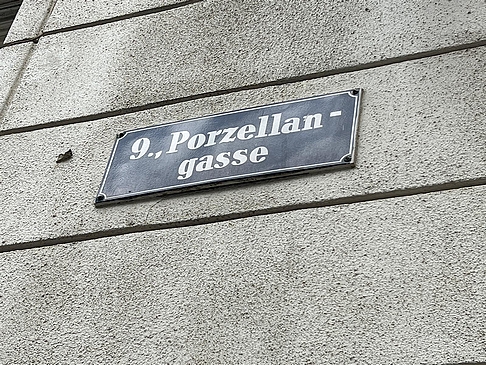 9., Porzellan-
gasse